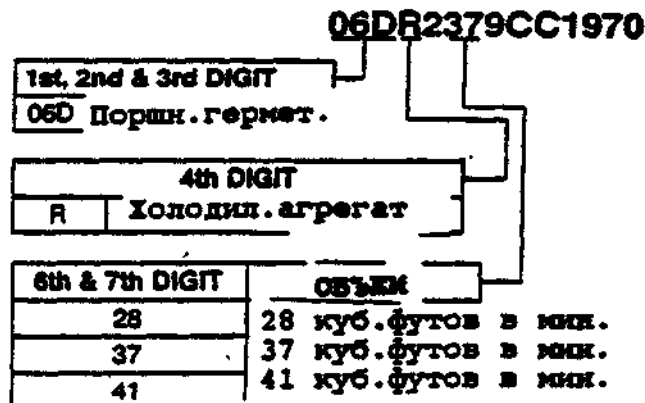 06DR2379CC1970
1st, 2nd & 3rd DIGIT
06D Поршн.гермет.
4th DIGIT
R Холодил.агрегат
6th & 7th DIGIT ОБЪЕМ
28 28 куб.футов в мин.
37 37 куб.футов в мин.
41 41 куб.футов в мин.